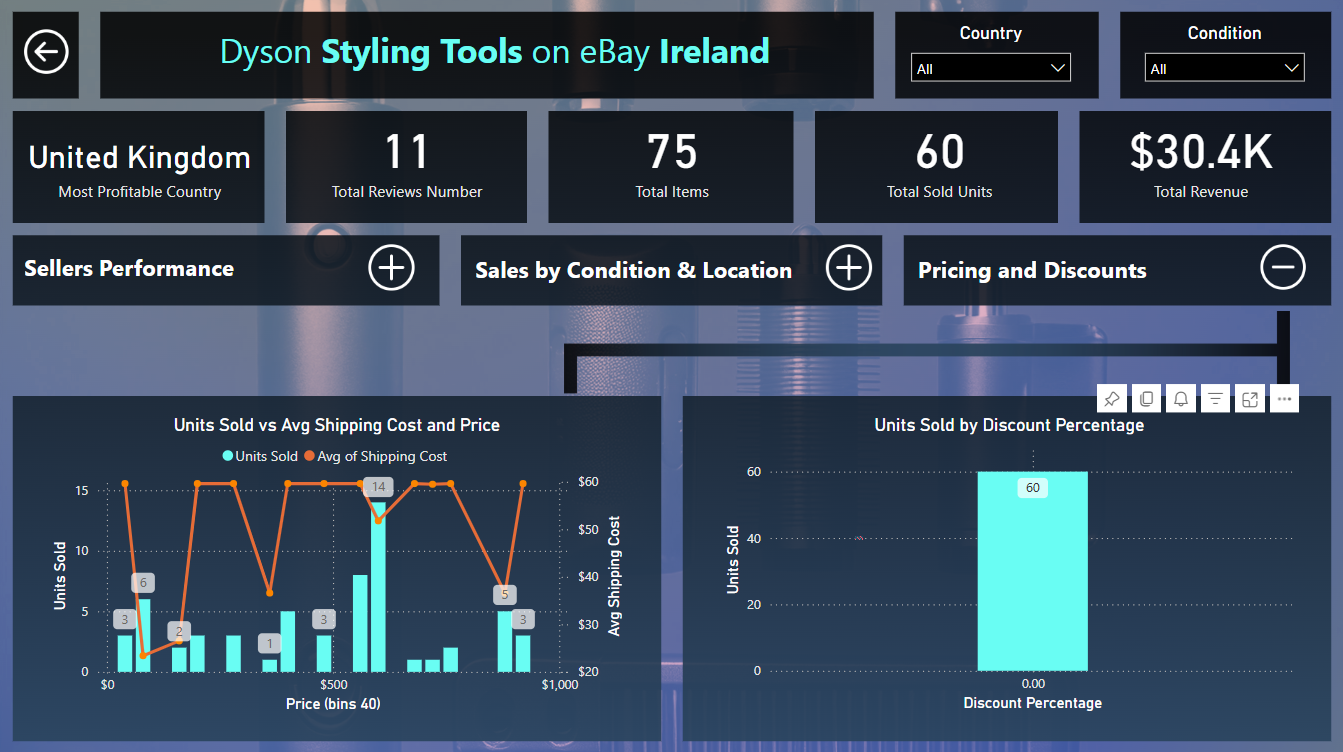 Dyson Styling Tools on eBay Ireland
Country
All
Condition
All
United Kingdom
Most Profitable Country
11
Total Reviews Number
75
Total Items
60
Total Sold Units
$30.4K
Total Revenue
Sellers Performance
Sales by Condition & Location
Pricing and Discounts
Units Sold vs Avg Shipping Cost and Price
Units Sold Avg of Shipping Cost
Units Sold
15
10
5
0
3
6
2
1
3
14
5
3
$60
$50
$40
$30
$20
Avg Shipping Cost
$0 $500 $1,000
Price (bins 40)
Units Sold by Discount Percentage
Units Sold
60
40
20
0
60
0.00
Discount Percentage